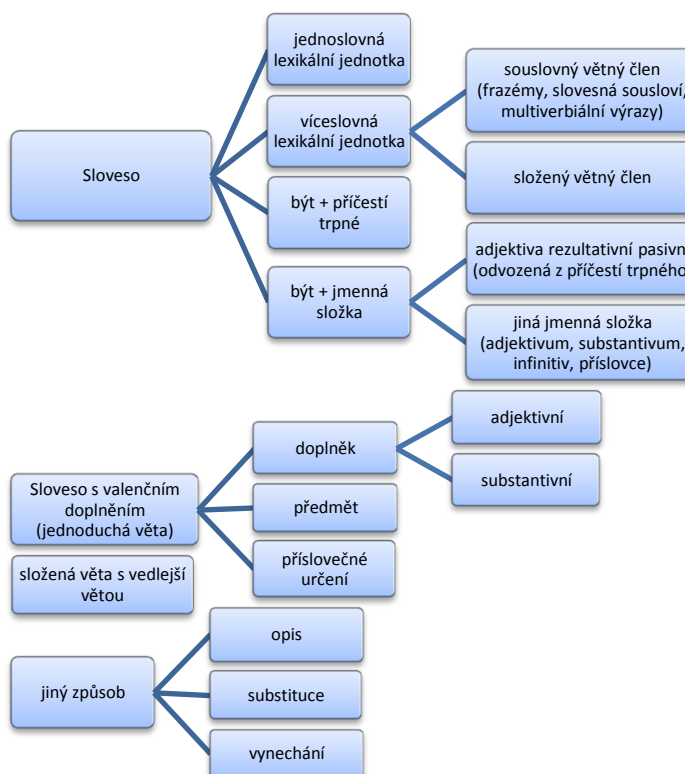 jednoslovná
lexikální jednotka
souslovný větný člen
(frazémy, slovesná sousloví,
multiverbiální výrazy)
víceslovná
lexikální jednotka
Sloveso
složený větný člen
být + příčestí
trpné
adjektiva rezultativní pasivn
(odvozená z příčestí trpného
být + jmenná
složka
jiná jmenná složka
(adjektivum, substantivum,
infinitiv, příslovce)
adjektivní
doplněk
substantivní
Sloveso s valenčním
doplněním
(jednoduchá věta)
předmět
příslovečné
určení
složená věta s vedlejší
větou
opis
jiný způsob
substituce
vynechání